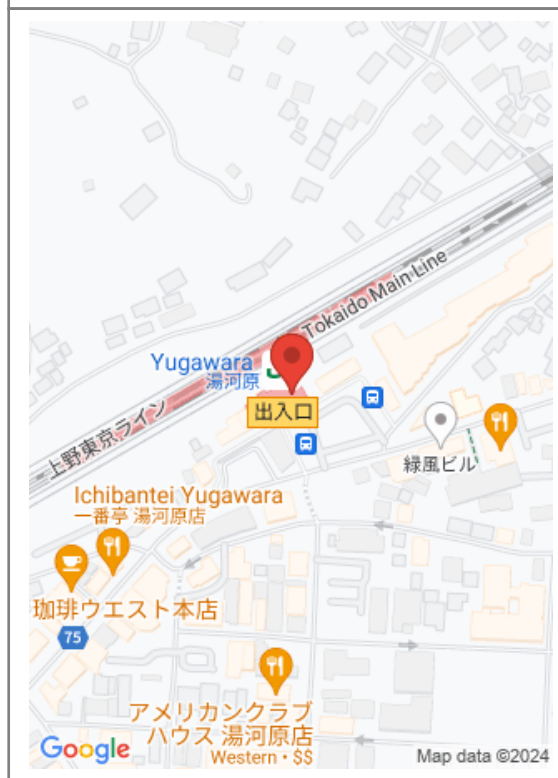 Tokaido Main Line
Yugawara
湯河原
出入口
上野東京ライン
緑風ビル
Ichibantei Yugawara
一番亭 湯河原店
珈琲ウエスト本店
75
アメリカンクラブ
ハウス 湯河原店
Western · $$
Google
Map data ©2024